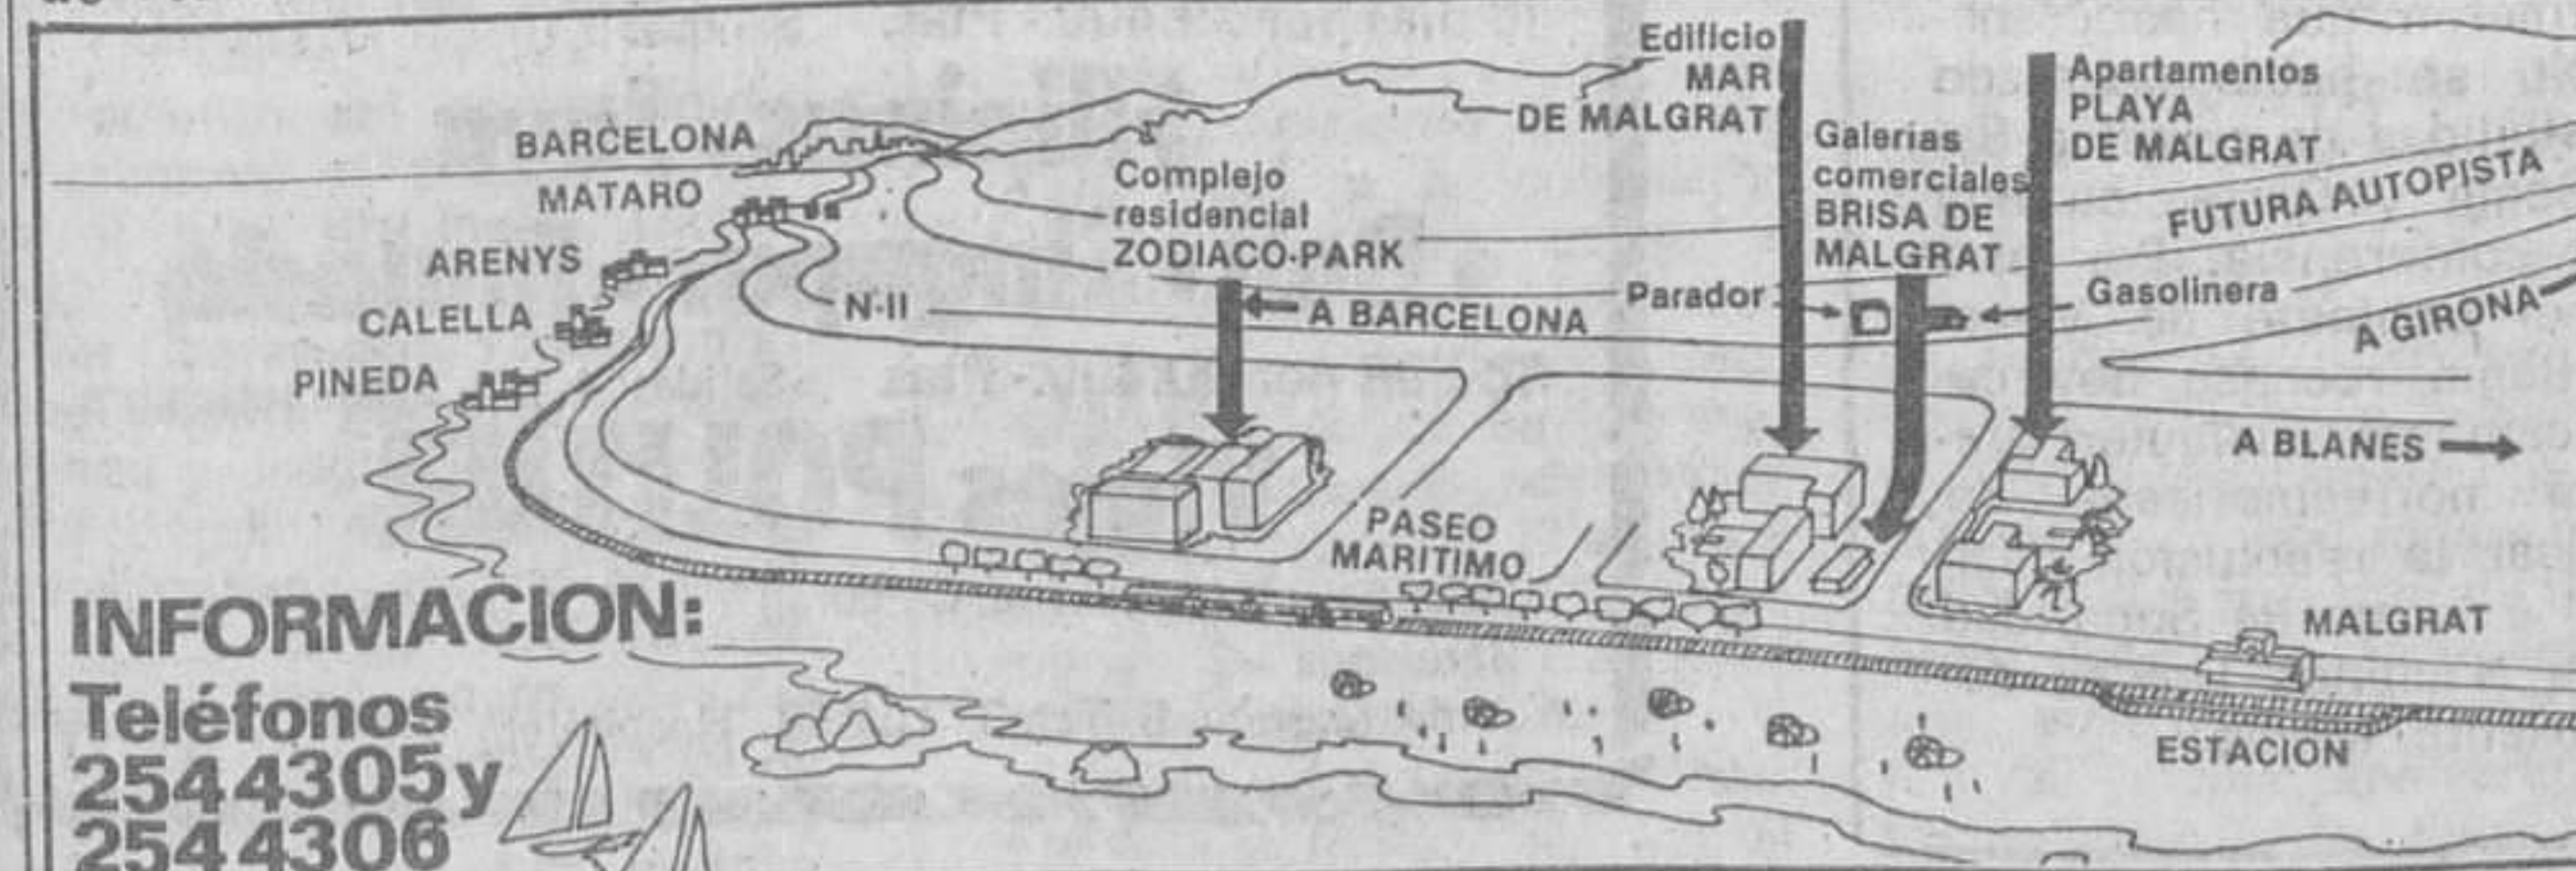 BARCELONA
MATARO
ARENYS
CALELLA
PINEDA
N-II
Complejo
residencial
ZODIACO-PARK
A BARCELONA
Edificio
MAR
DE MALGRAT
Galerias
comerciales
BRISA DE
MALGRAT
Parador
Gasolinera
Apartamentos
PLAYA
DE MALGRAT
FUTURA AUTOPISTA
A GIRONA
A BLANES
PASEO
MARITIMO
MALGRAT
ESTACION
INFORMACION:
Teléfonos
2544305 y
2544306